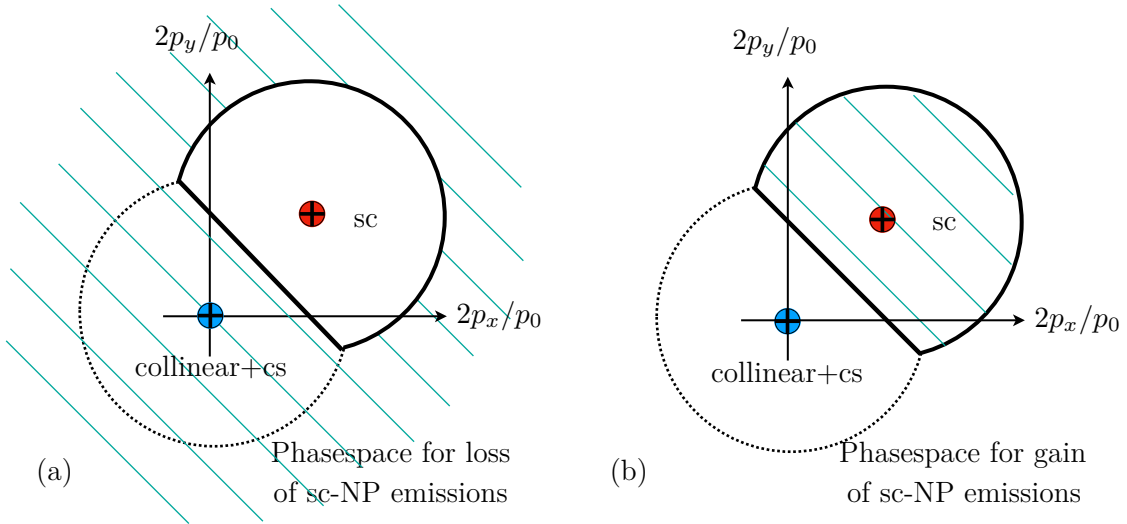 2p_y/p_0
sc
2p_x/p_0
collinear+cs
(a)
Phasespace for loss
of sc-NP emissions
2p_y/p_0
sc
2p_x/p_0
collinear+cs
(b)
Phasespace for gain
of sc-NP emissions